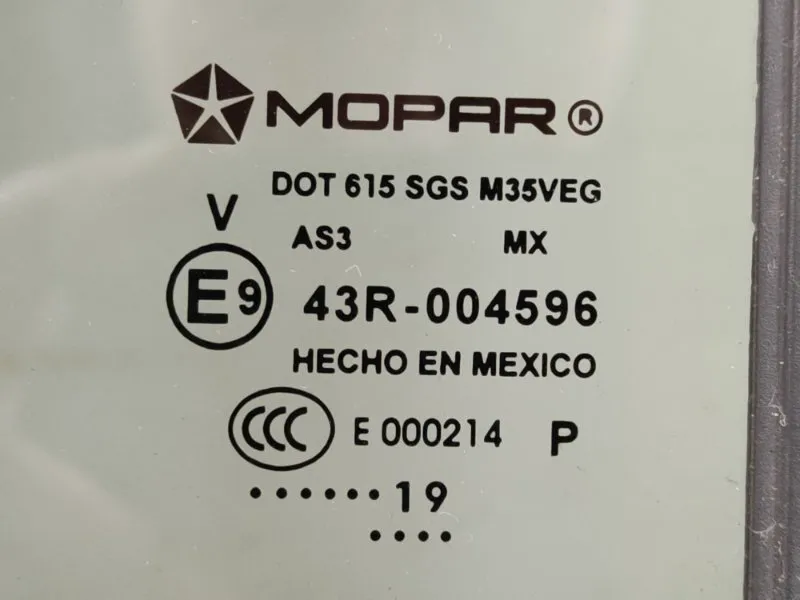 MOPAR®
DOT 615 SGS M35VEG
V
AS3 MX
E9 43R-004596
HECHO EN MEXICO
CCC E 000214 P
......19
....